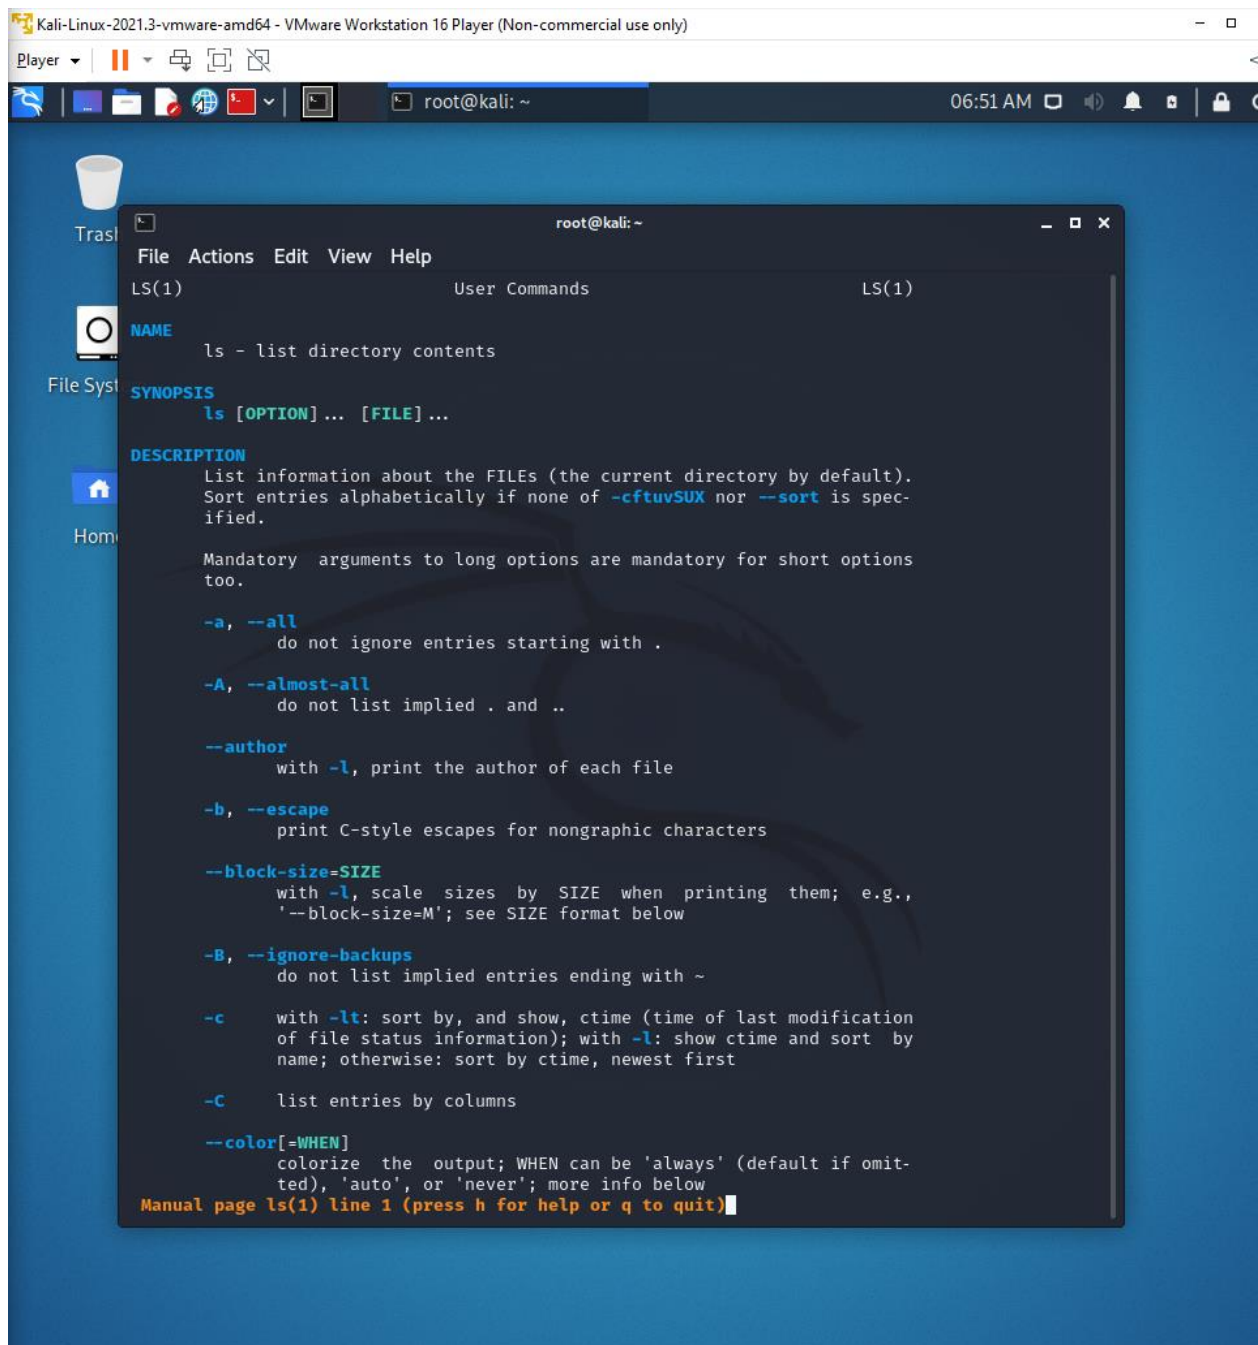 Kali-Linux-2021.3-vmware-amd64 - VMware Workstation 16 Player (Non-commercial use only)
Player
root@kali: ~
06:51 AM
Trash
File Syst
Hom
root@kali: ~
File Actions Edit View Help
LS(1) User Commands LS(1)
NAME
ls - list directory contents
SYNOPSIS
ls [OPTION]... [FILE]...
DESCRIPTION
List information about the FILEs (the current directory by default).
Sort entries alphabetically if none of -cftuvSUX nor --sort is spec-
ified.
Mandatory arguments to long options are mandatory for short options
too.
-a, --all
do not ignore entries starting with .
-A, --almost-all
do not list implied . and ..
--author
with -l, print the author of each file
-b, --escape
print C-style escapes for nongraphic characters
--block-size=SIZE
with -l, scale sizes by SIZE when printing them; e.g.,
'--block-size=M'; see SIZE format below
-B, --ignore-backups
do not list implied entries ending with ~
-c with -lt: sort by, and show, ctime (time of last modification
of file status information); with -l: show ctime and sort by
name; otherwise: sort by ctime, newest first
-C list entries by columns
--color[=WHEN]
colorize the output; WHEN can be 'always' (default if omit-
ted), 'auto', or 'never'; more info below
Manual page ls(1) line 1 (press h for help or q to quit)